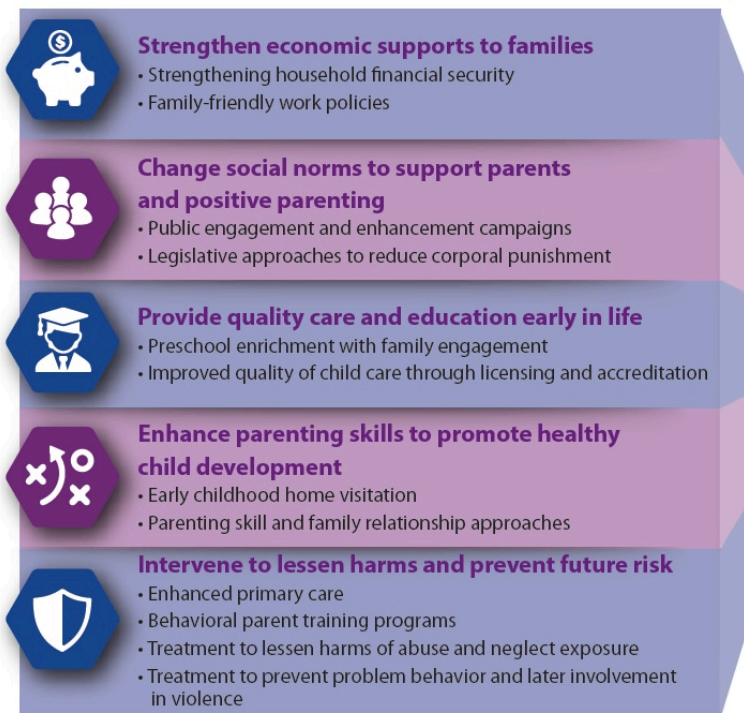 $
Strengthen economic supports to families
• Strengthening household financial security
• Family-friendly work policies
Change social norms to support parents
and positive parenting
• Public engagement and enhancement campaigns
• Legislative approaches to reduce corporal punishment
Provide quality care and education early in life
• Preschool enrichment with family engagement
• Improved quality of child care through licensing and accreditation
Enhance parenting skills to promote healthy
child development
• Early childhood home visitation
• Parenting skill and family relationship approaches
Intervene to lessen harms and prevent future risk
• Enhanced primary care
• Behavioral parent training programs
• Treatment to lessen harms of abuse and neglect exposure
• Treatment to prevent problem behavior and later involvement
in violence